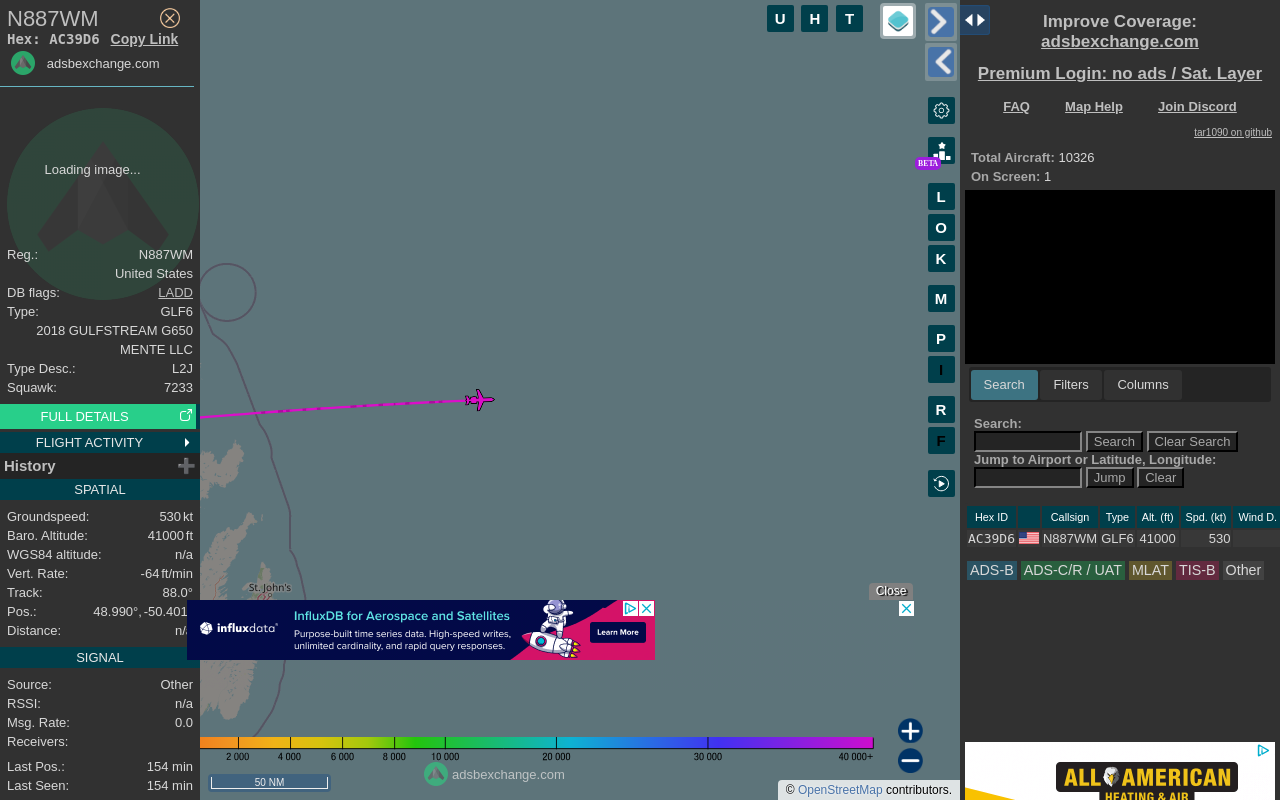 N887WM
Hex: AC39D6 Copy Link
adsbexchange.com
Loading image...
Reg.: N887WM
United States
DB flags: LADD
Type: GLF6
2018 GULFSTREAM G650
MENTE LLC
Type Desc.: L2J
Squawk: 7233
FULL DETAILS
FLIGHT ACTIVITY
History
SPATIAL
Groundspeed: 530 kt
Baro. Altitude: 41000 ft
WGS84 altitude: n/a
Vert. Rate: -64 ft/min
Track: 88.0°
Pos.: 48.990°, -50.401
Distance:
SIGNAL
Source: Other
RSSI: n/a
Msg. Rate: 0.0
Receivers:
Last Pos.: 154 min
Last Seen: 154 min
U H T
BETA
L
O
K
M
P
I
R
F
St. John's
Close
influxdata
InfluxDB for Aerospace and Satellites
Purpose-built time series data. High-speed writes,
unlimited cardinality, and rapid query responses.
Learn More
2 000 4 000 6 000 8 000 10 000 20 000 30 000 40 000+
adsbexchange.com
50 NM
© OpenStreetMap contributors.
Improve Coverage:
adsbexchange.com
Premium Login: no ads / Sat. Layer
FAQ Map Help Join Discord
tar1090 on github
Total Aircraft: 10326
On Screen: 1
Search Filters Columns
Search:
Search Clear Search
Jump to Airport or Latitude, Longitude:
Jump Clear
Hex ID Callsign Type Alt. (ft) Spd. (kt) Wind D.
AC39D6 N887WM GLF6 41000 530
ADS-B ADS-C/R / UAT MLAT TIS-B Other
ALL AMERICAN
HEATING & AIR